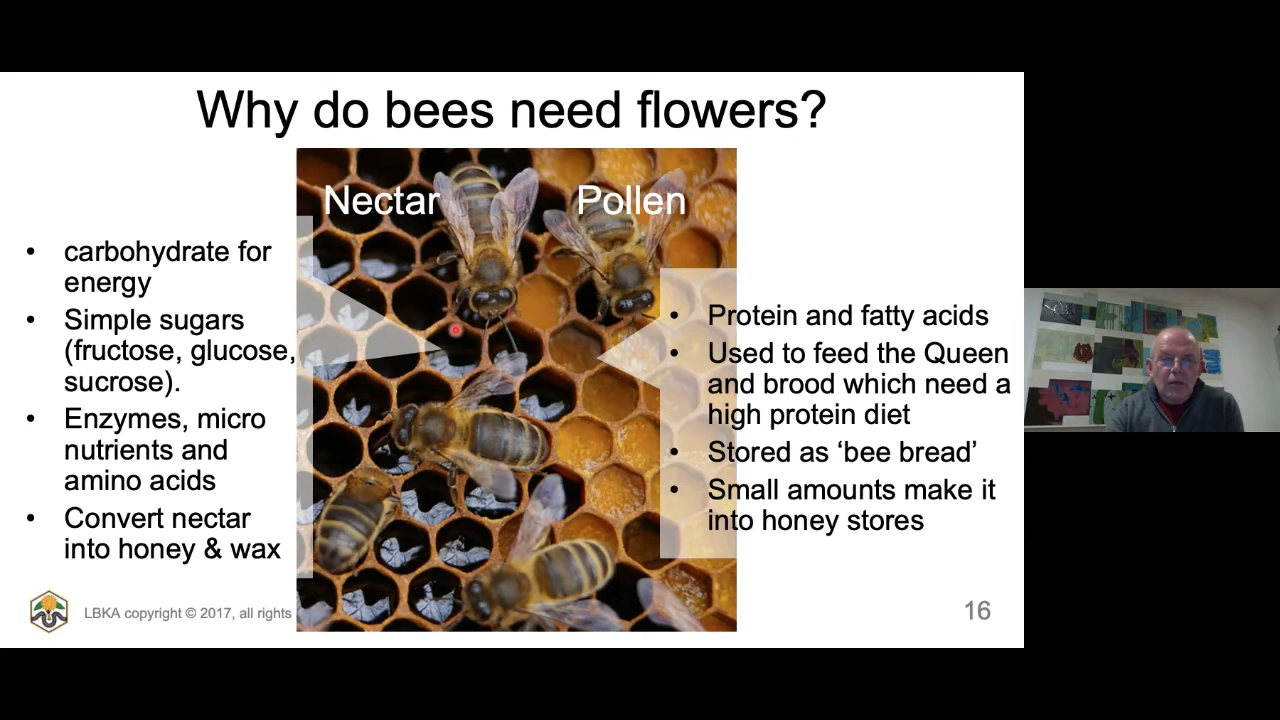 Why do bees need flowers?
Nectar
Pollen
• carbohydrate for
energy
• Simple sugars
(fructose, glucose,
sucrose).
• Enzymes, micro
nutrients and
amino acids
• Convert nectar
into honey & wax
• Protein and fatty acids
• Used to feed the Queen
and brood which need a
high protein diet
• Stored as ‘bee bread’
• Small amounts make it
into honey stores
LBKA copyright © 2017, all rights
16